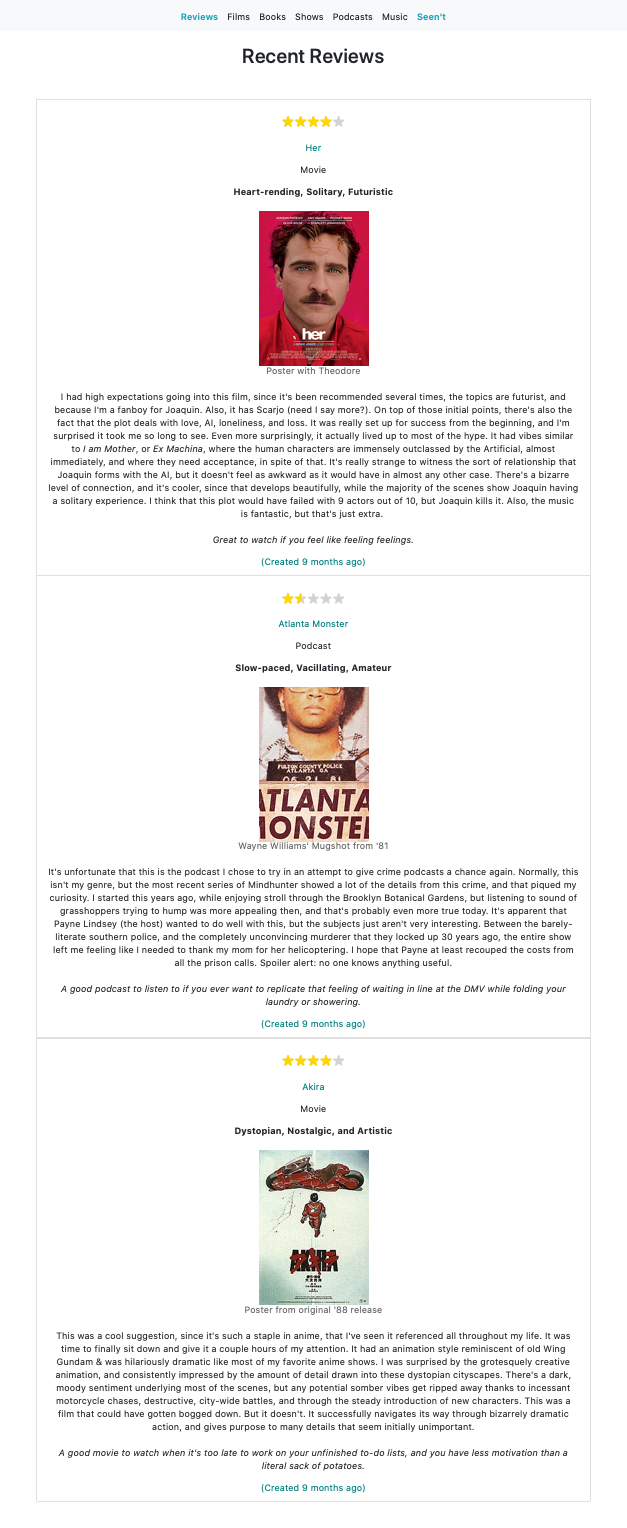 Reviews Films Books Shows Podcasts Music Seen't
Recent Reviews
Her
Movie
Heart-rending, Solitary, Futuristic
her
Poster with Theodore
I had high expectations going into this film, since it's been recommended several times, the topics are futurist, and
because I'm a fanboy for Joaquin. Also, it has Scarjo (need I say more?). On top of those initial points, there's also the
fact that the plot deals with love, AI, loneliness, and loss. It was really set up for success from the beginning, and I'm
surprised it took me so long to see. Even more surprisingly, it actually lived up to most of the hype. It had vibes similar
to I am Mother, or Ex Machina, where the human characters are immensely outclassed by the Artificial, almost
immediately, and where they need acceptance, in spite of that. It's really strange to witness the sort of relationship that
Joaquin forms with the AI, but it doesn't feel as awkward as it would have in almost any other case. There's a bizarre
level of connection, and it's cooler, since that develops beautifully, while the majority of the scenes show Joaquin having
a solitary experience. I think that this plot would have failed with 9 actors out of 10, but Joaquin kills it. Also, the music
is fantastic, but that's just extra.
Great to watch if you feel like feeling feelings.
(Created 9 months ago)
Atlanta Monster
Podcast
Slow-paced, Vacillating, Amateur
FULTON COUNTY POLICE
ATLANTA GA
06 21 81
ATLANTA
MONSTER
Wayne Williams' Mugshot from '81
It's unfortunate that this is the podcast I chose to try in an attempt to give crime podcasts a chance again. Normally, this
isn't my genre, but the most recent series of Mindhunter showed a lot of the details from this crime, and that piqued my
curiosity. I started this years ago, while enjoying stroll through the Brooklyn Botanical Gardens, but listening to sound of
grasshoppers trying to hump was more appealing then, and that's probably even more true today. It's apparent that
Payne Lindsey (the host) wanted to do well with this, but the subjects just aren't very interesting. Between the barely-
literate southern police, and the completely unconvincing murderer that they locked up 30 years ago, the entire show
left me feeling like I needed to thank my mom for her helicoptering. I hope that Payne at least recouped the costs from
all the prison calls. Spoiler alert: no one knows anything useful.
A good podcast to listen to if you ever want to replicate that feeling of waiting in line at the DMV while folding your
laundry or showering.
(Created 9 months ago)
Akira
Movie
Dystopian, Nostalgic, and Artistic
AKIRA
Poster from original '88 release
This was a cool suggestion, since it's such a staple in anime, that I've seen it referenced all throughout my life. It was
time to finally sit down and give it a couple hours of my attention. It had an animation style reminiscent of old Wing
Gundam & was hilariously dramatic like most of my favorite anime shows. I was surprised by the grotesquely creative
animation, and consistently impressed by the amount of detail drawn into these dystopian cityscapes. There's a dark,
moody sentiment underlying most of the scenes, but any potential somber vibes get ripped away thanks to incessant
motorcycle chases, destructive, city-wide battles, and through the steady introduction of new characters. This was a
film that could have gotten bogged down. But it doesn't. It successfully navigates its way through bizarrely dramatic
action, and gives purpose to many details that seem initially unimportant.
A good movie to watch when it's too late to work on your unfinished to-do lists, and you have less motivation than a
literal sack of potatoes.
(Created 9 months ago)